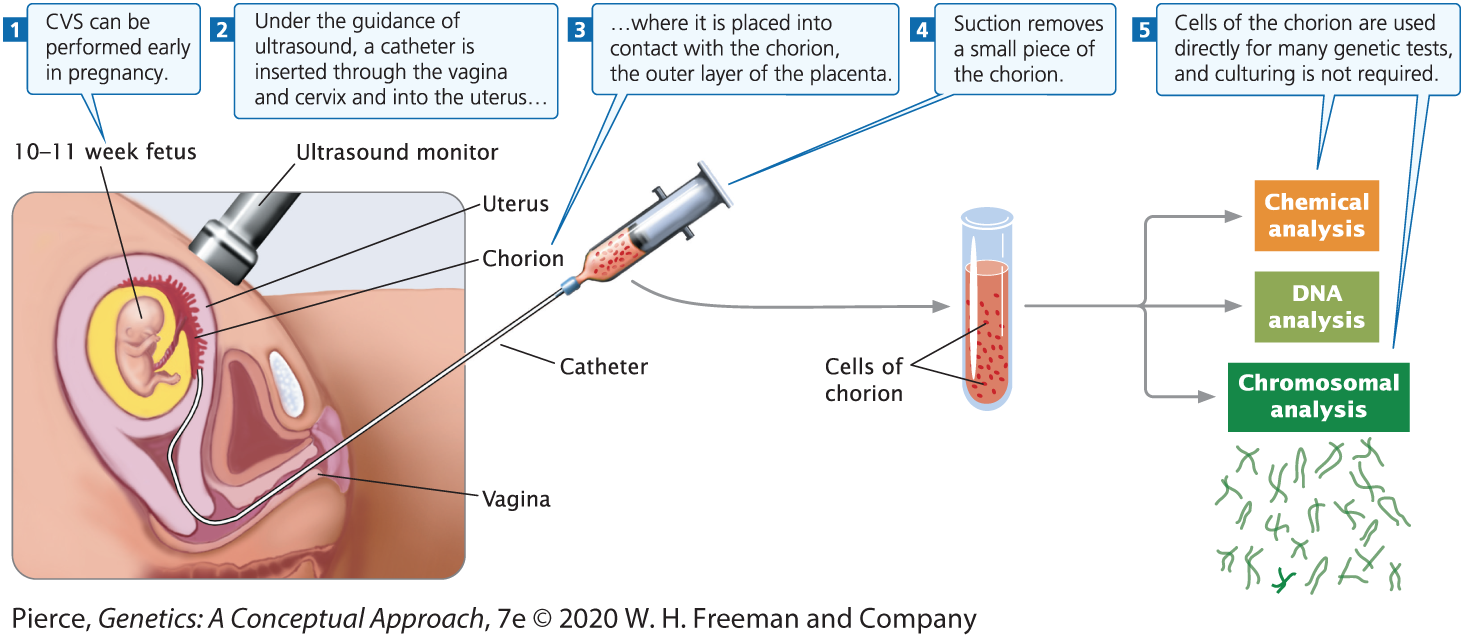 1
CVS can be
performed early
in pregnancy.
2
Under the guidance of
ultrasound, a catheter is
inserted through the vagina
and cervix and into the uterus…
3
…where it is placed into
contact with the chorion,
the outer layer of the placenta.
4
Suction removes
a small piece of
the chorion.
5
Cells of the chorion are used
directly for many genetic tests,
and culturing is not required.
10–11 week fetus
Ultrasound monitor
Uterus
Chorion
Catheter
Vagina
Cells of
chorion
Chemical
analysis
DNA
analysis
Chromosomal
analysis
Pierce, Genetics: A Conceptual Approach, 7e © 2020 W. H. Freeman and Company